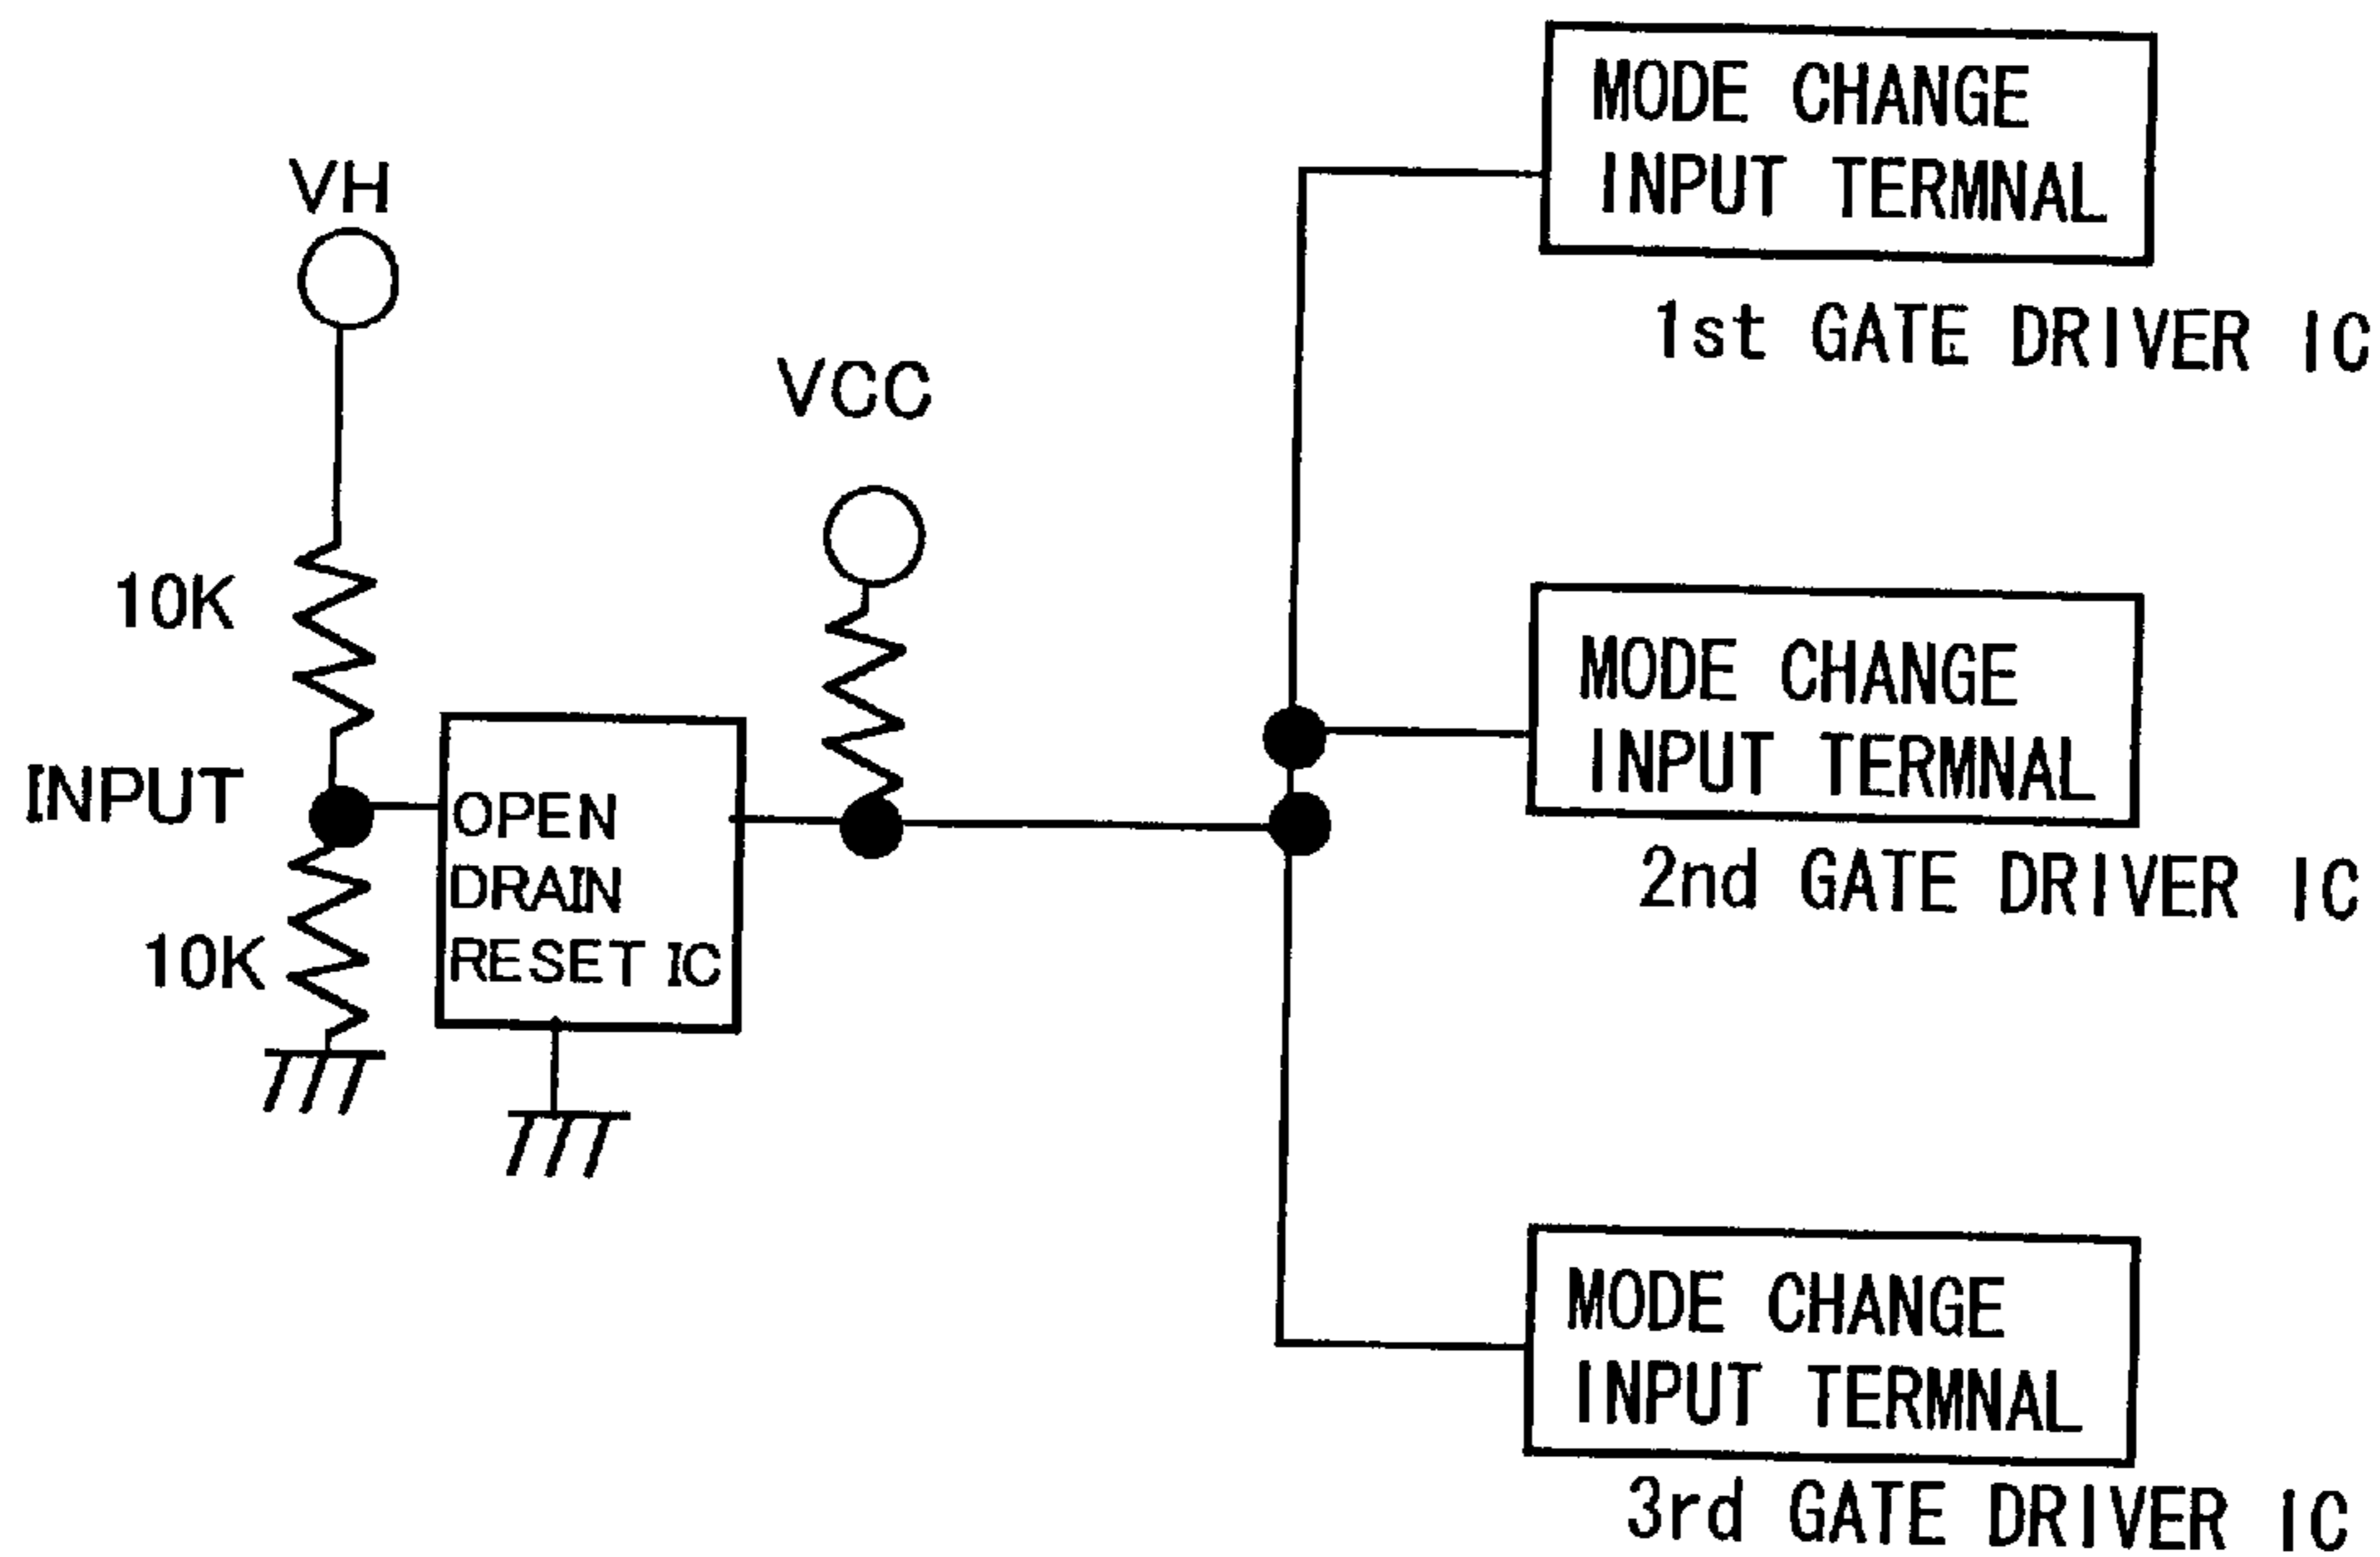 MODE CHANGE
INPUT TERMNAL
1st GATE DRIVER IC
VH
VCC
10K
MODE CHANGE
INPUT TERMNAL
2nd GATE DRIVER IC
INPUT
OPEN
DRAIN
RESET IC
10K
MODE CHANGE
INPUT TERMNAL
3rd GATE DRIVER IC